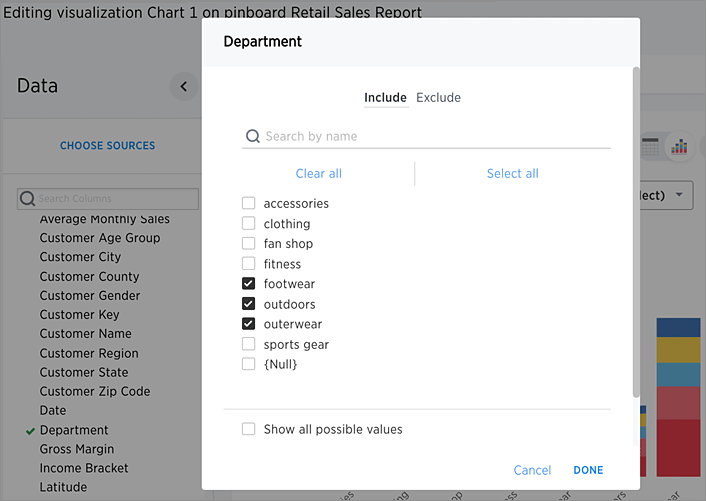 Editing visualization Chart 1 on pinboard Retail Sales Report
Department
Data
Include Exclude
CHOOSE SOURCES
Search by name
Clear all
Select all
Search Columns
lect)
Average Monthly Sales
Customer Age Group
Customer City
Customer County
Customer Gender
Customer Key
Customer Name
Customer Region
Customer State
Customer Zip Code
Date
Department
Gross Margin
Income Bracket
Latitude
accessories
clothing
fan shop
fitness
footwear
outdoors
outerwear
sports gear
{Null}
Show all possible values
Cancel
DONE